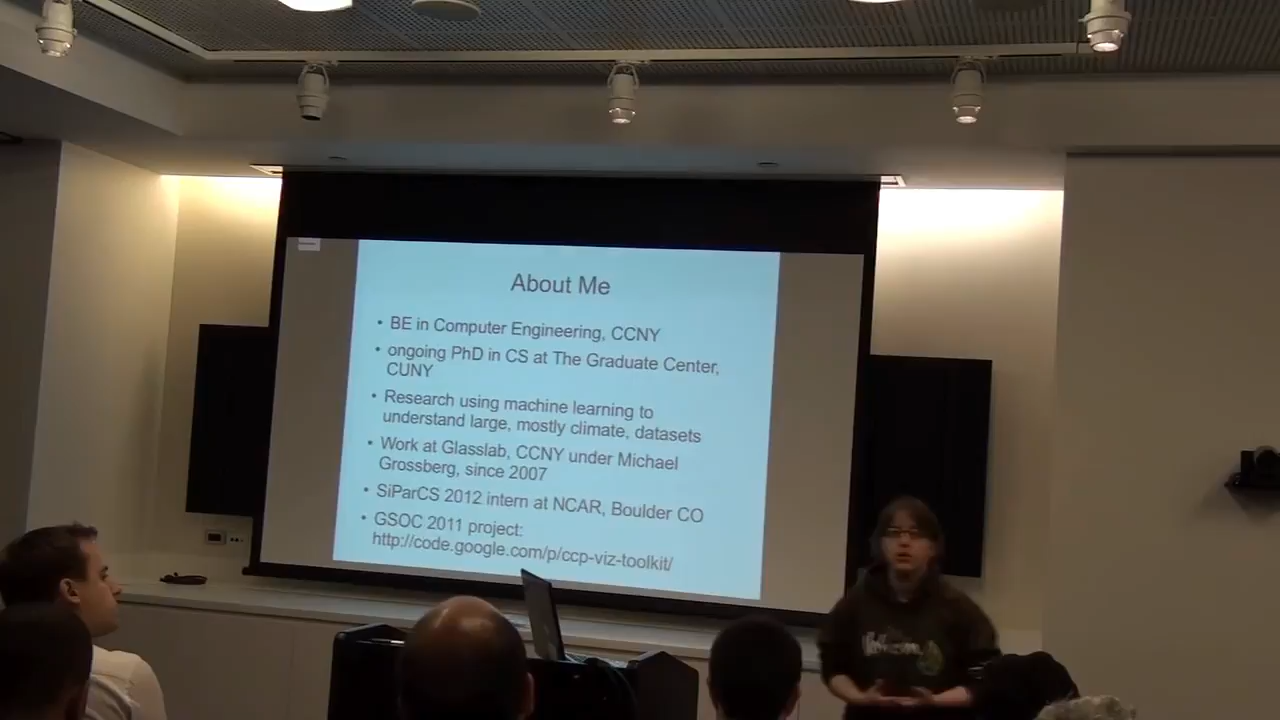 About Me
• BE in Computer Engineering, CCNY
• ongoing PhD in CS at The Graduate Center,
CUNY
• Research using machine learning to
understand large, mostly climate, datasets
• Work at Glasslab, CCNY under Michael
Grossberg, since 2007
• SiParCS 2012 intern at NCAR, Boulder CO
• GSOC 2011 project:
http://code.google.com/p/ccp-viz-toolkit/